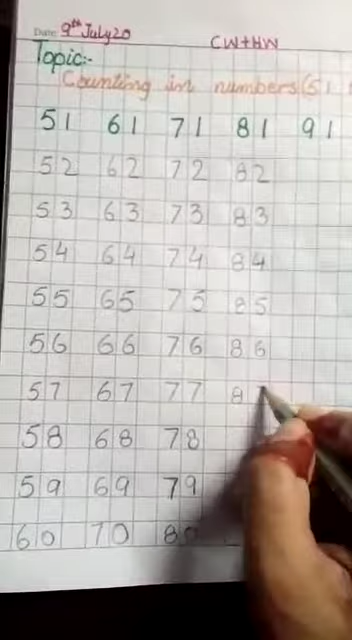 Date: 9th July 20
CW+HW
Topic:-
Counting in numbers (51
51 61 71 81 91
52 62 72 82
53 63 73 83
54 64 74 84
55 65 75 85
56 66 76 86
57 67 77 8
58 68 78
59 69 79
60 70 80